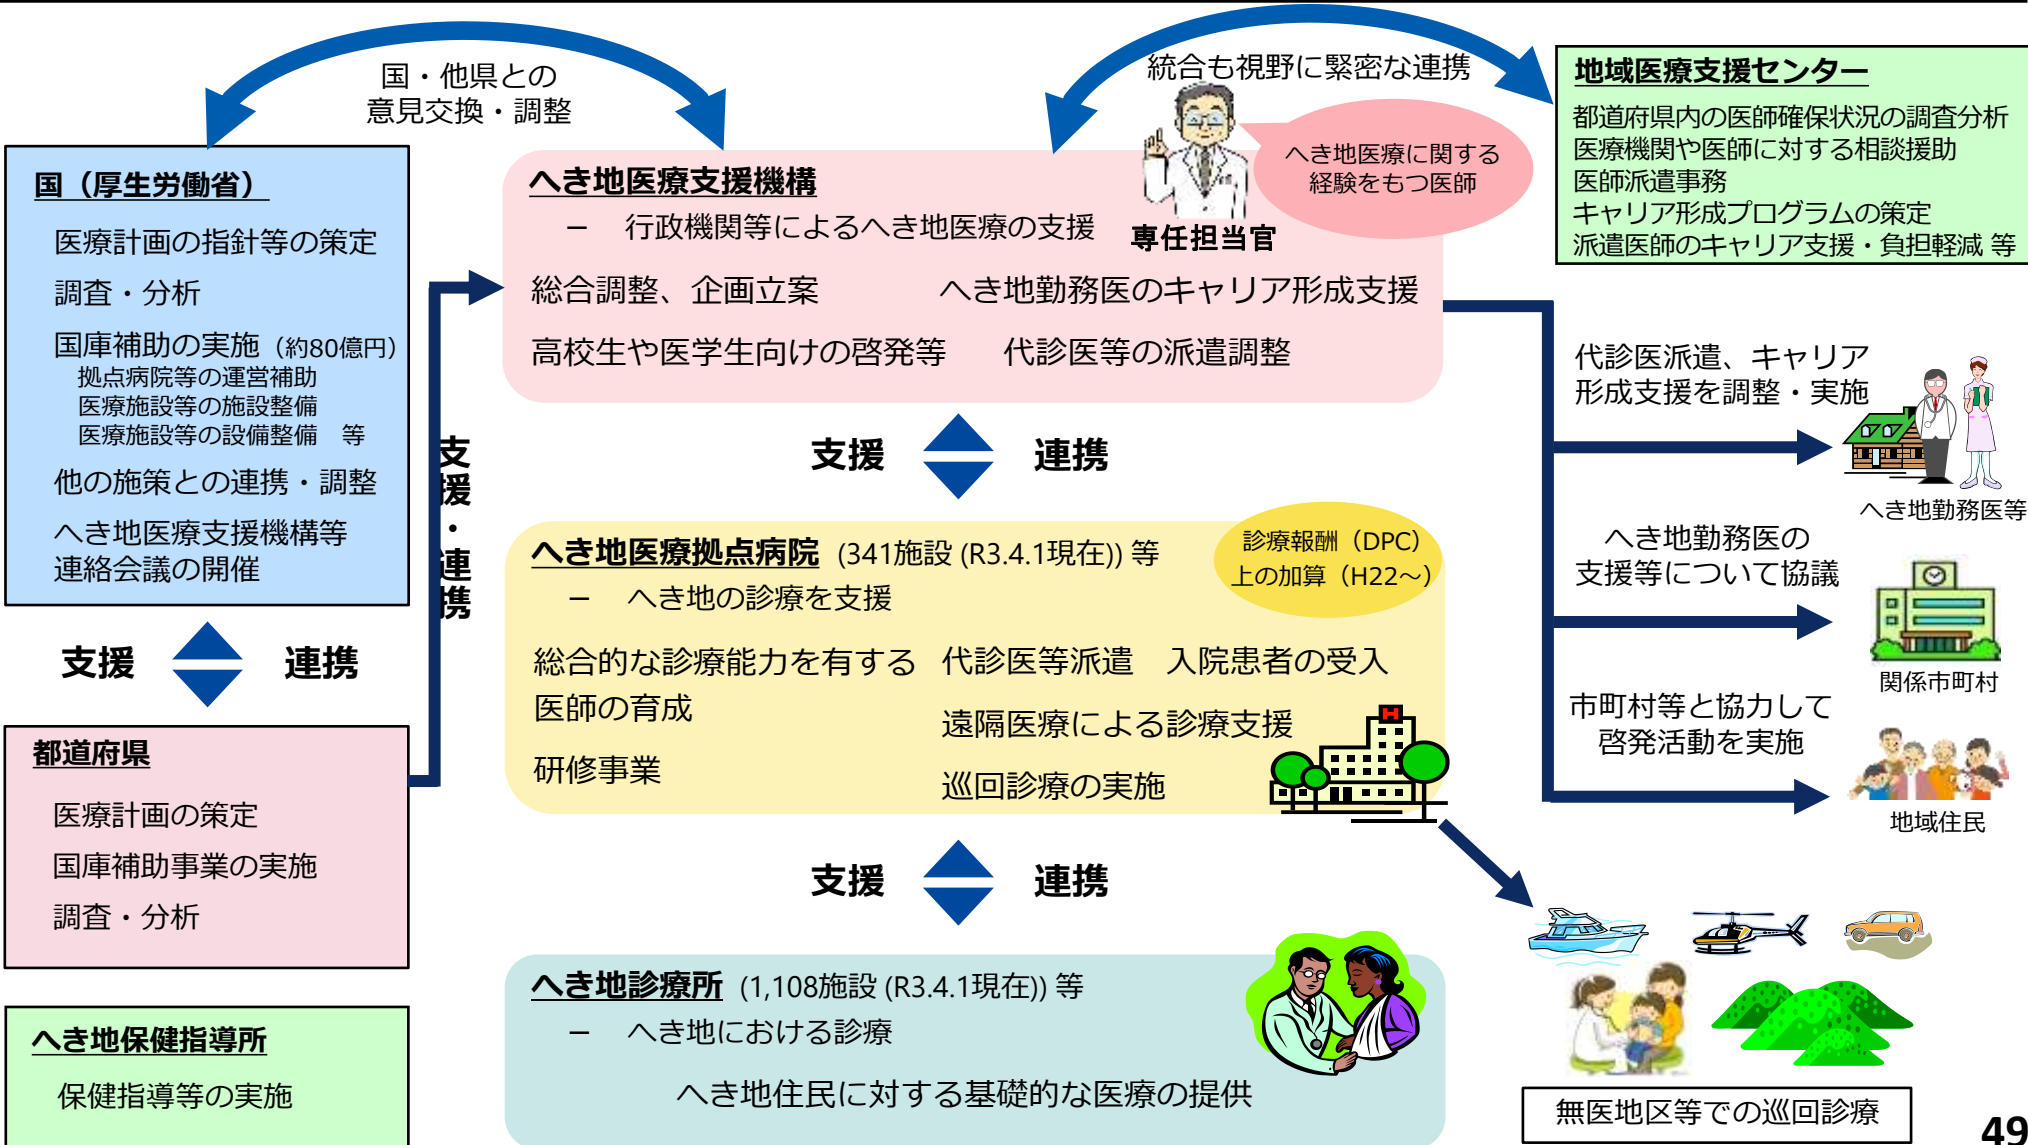 国・他県との
意見交換・調整
統合も視野に緊密な連携
国（厚生労働省）
医療計画の指針等の策定
調査・分析
国庫補助の実施（約80億円）
拠点病院等の運営補助
医療施設等の施設整備
医療施設等の設備整備　等
他の施策との連携・調整
へき地医療支援機構等
連絡会議の開催
支援　連携
都道府県
医療計画の策定
国庫補助事業の実施
調査・分析
へき地保健指導所
保健指導等の実施
支援・連携
へき地医療支援機構
－　行政機関等によるへき地医療の支援
専任担当官
へき地医療に関する
経験をもつ医師
総合調整、企画立案　へき地勤務医のキャリア形成支援
高校生や医学生向けの啓発等　代診医等の派遣調整
支援　連携
へき地医療拠点病院 (341施設 (R3.4.1現在)) 等
－　へき地の診療を支援
診療報酬（DPC）
上の加算（H22～）
総合的な診療能力を有する
医師の育成
研修事業
代診医等派遣　入院患者の受入
遠隔医療による診療支援
巡回診療の実施
H
支援　連携
へき地診療所 (1,108施設 (R3.4.1現在)) 等
－　へき地における診療
へき地住民に対する基礎的な医療の提供
地域医療支援センター
都道府県内の医師確保状況の調査分析
医療機関や医師に対する相談援助
医師派遣事務
キャリア形成プログラムの策定
派遣医師のキャリア支援・負担軽減 等
代診医派遣、キャリア
形成支援を調整・実施
へき地勤務医等
へき地勤務医の
支援等について協議
関係市町村
市町村等と協力して
啓発活動を実施
地域住民
無医地区等での巡回診療
49